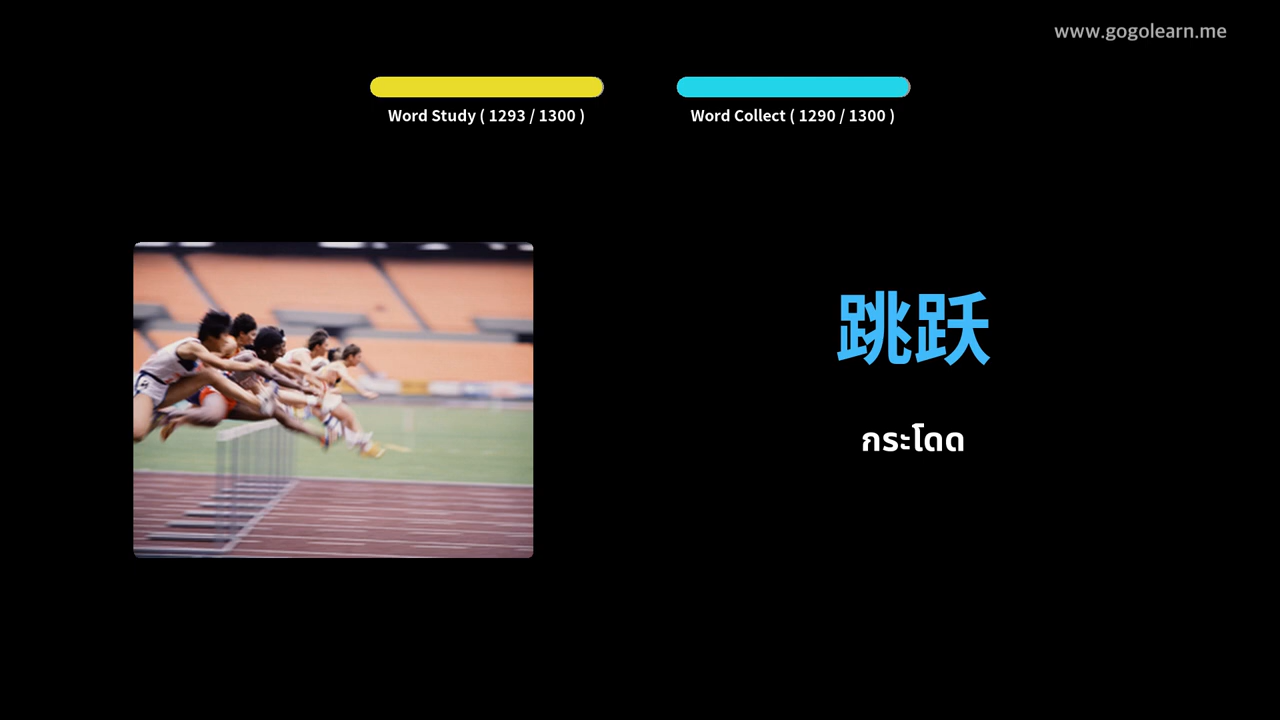 www.gogolearn.me
Word Study ( 1293 / 1300 )
Word Collect ( 1290 / 1300 )
跳跃
กระโดด